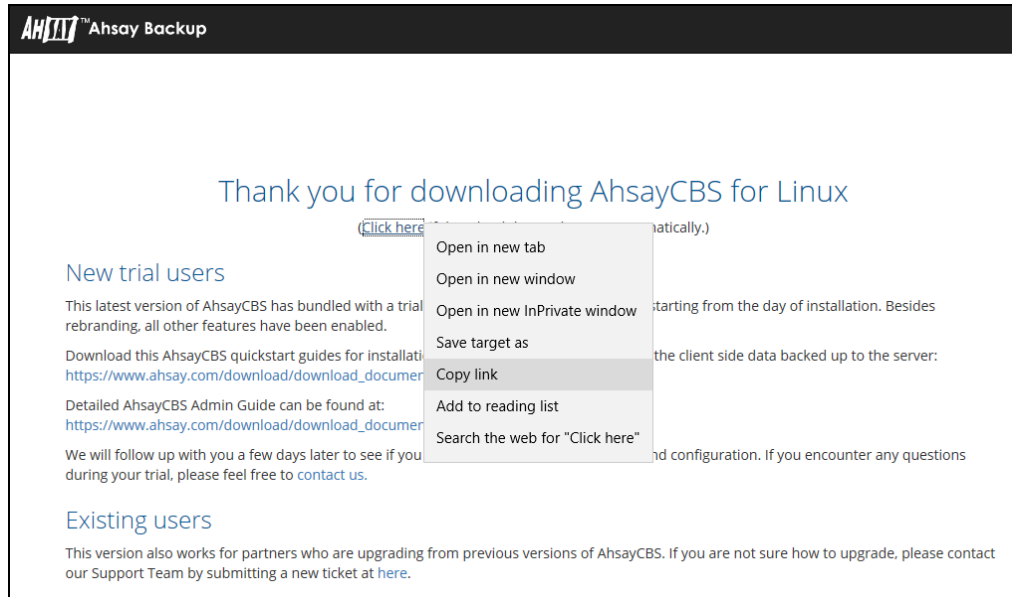 AH™Ahsay Backup
Thank you for downloading AhsayCBS for Linux
(Click here matically.)
Open in new tab
Open in new window
Open in new InPrivate window
Save target as
Copy link
Add to reading list
Search the web for "Click here"
New trial users
This latest version of AhsayCBS has bundled with a trial starting from the day of installation. Besides
rebranding, all other features have been enabled.
Download this AhsayCBS quickstart guides for installati the client side data backed up to the server:
https://www.ahsay.com/download/download_documen
Detailed AhsayCBS Admin Guide can be found at:
https://www.ahsay.com/download/download_documen
We will follow up with you a few days later to see if you nd configuration. If you encounter any questions
during your trial, please feel free to contact us.
Existing users
This version also works for partners who are upgrading from previous versions of AhsayCBS. If you are not sure how to upgrade, please contact
our Support Team by submitting a new ticket at here.